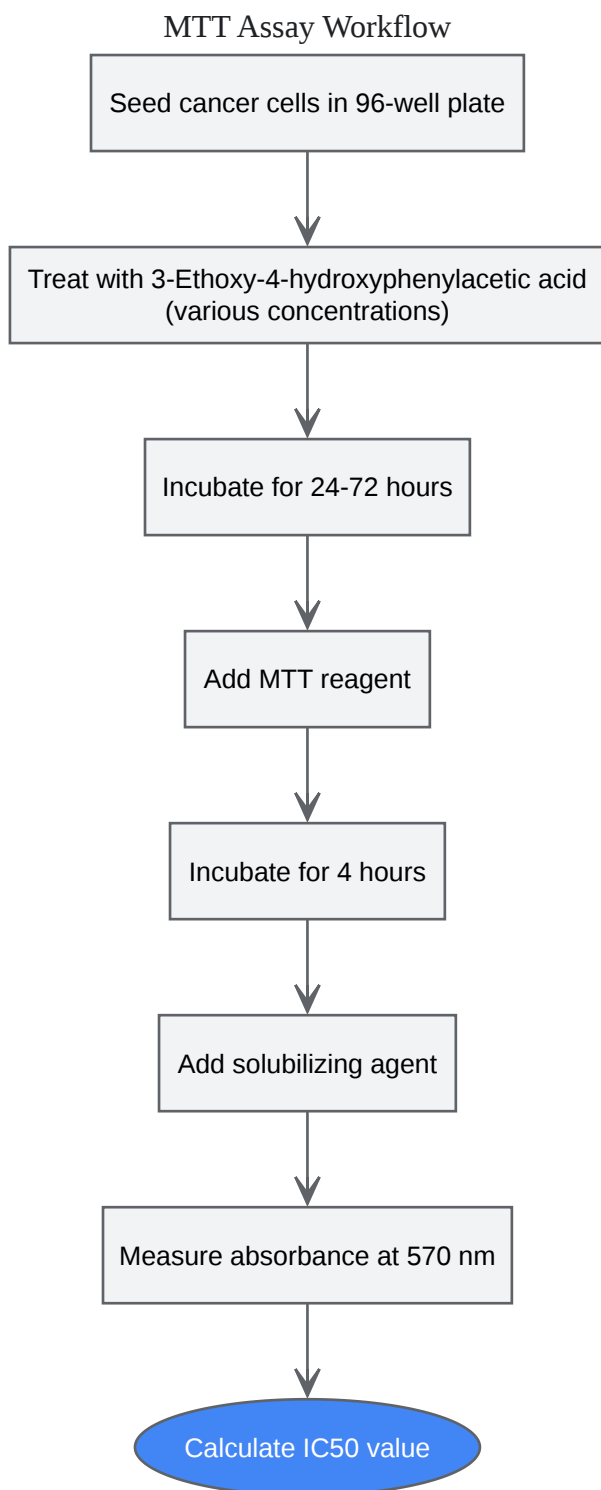 MTT Assay Workflow
Seed cancer cells in 96-well plate
Treat with 3-Ethoxy-4-hydroxyphenylacetic acid
(various concentrations)
Incubate for 24-72 hours
Add MTT reagent
Incubate for 4 hours
Add solubilizing agent
Measure absorbance at 570 nm
Calculate IC50 value